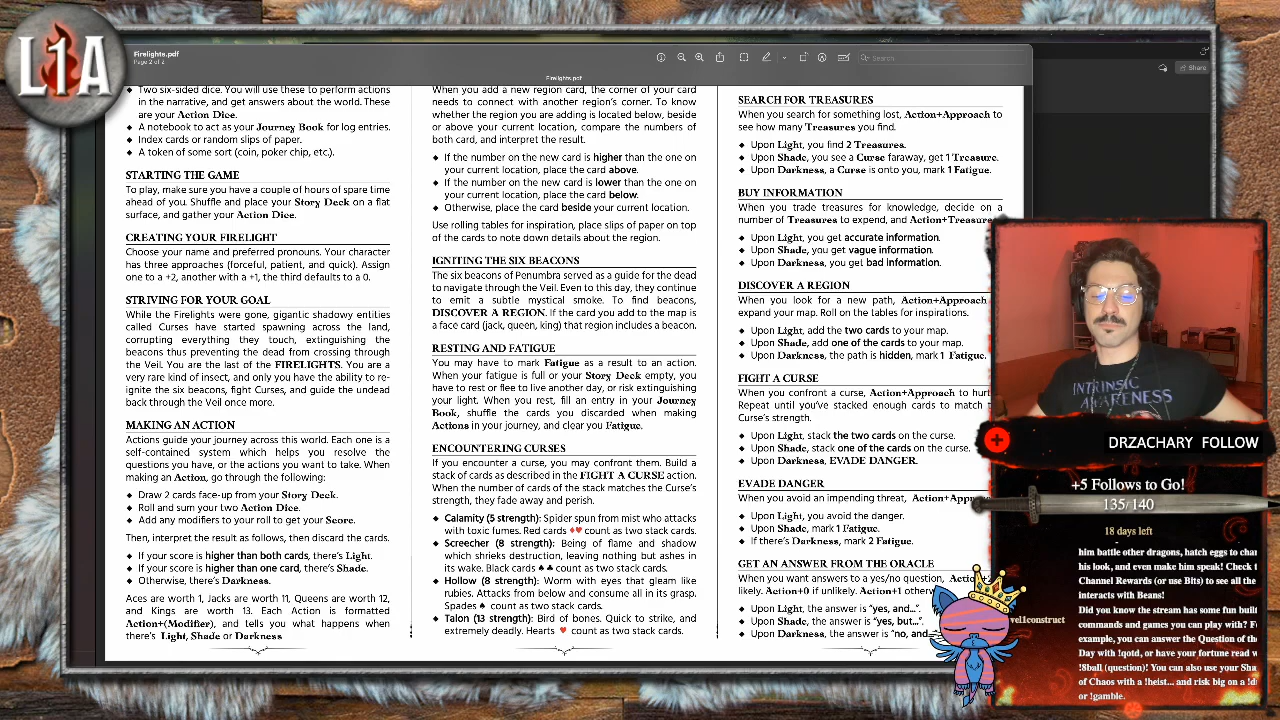 L1A
Firelights.pdf
Page 2 of 2
Search
Firelights.pdf
Share
Two six-sided dice. You will use these to perform actions
in the narrative, and get answers about the world. These
are your Action Dice.
A notebook to act as your Journey Book for log entries.
Index cards or random slips of paper.
A token of some sort (coin, poker chip, etc.).
STARTING THE GAME
To play, make sure you have a couple of hours of spare time
ahead of you. Shuffle and place your Story Deck on a flat
surface, and gather your Action Dice.
CREATING YOUR FIRELIGHT
Choose your name and preferred pronouns. Your character
has three approaches (forceful, patient, and quick). Assign
one to a +2, another with a +1, the third defaults to a 0.
STRIVING FOR YOUR GOAL
While the Firelights were gone, gigantic shadowy entities
called Curses have started spawning across the land,
corrupting everything they touch, extinguishing the
beacons thus preventing the dead from crossing through
the Veil. You are the last of the FIRELIGHTS. You are a
very rare kind of insect, and only you have the ability to re-
ignite the six beacons, fight Curses, and guide the undead
back through the Veil once more.
MAKING AN ACTION
Actions guide your journey across this world. Each one is a
self-contained system which helps you resolve the
questions you have, or the actions you want to take. When
making an Action, go through the following:
Draw 2 cards face-up from your Story Deck.
Roll and sum your two Action Dice.
Add any modifiers to your roll to get your Score.
Then, interpret the result as follows, then discard the cards.
If your score is higher than both cards, there's Light.
If your score is higher than one card, there's Shade.
Otherwise, there's Darkness.
Aces are worth 1, Jacks are worth 11, Queens are worth 12,
and Kings are worth 13. Each Action is formatted
Action+(Modifier), and tells you what happens when
there's Light, Shade or Darkness
When you add a new region card, the corner of your card
needs to connect with another region's corner. To know
whether the region you are adding is located below, beside
or above your current location, compare the numbers of
both card, and interpret the result.
If the number on the new card is higher than the one on
your current location, place the card above.
If the number on the new card is lower than the one on
your current location, place the card below.
Otherwise, place the card beside your current location.
Use rolling tables for inspiration, place slips of paper on top
of the cards to note down details about the region.
IGNITING THE SIX BEACONS
The six beacons of Penumbra served as a guide for the dead
to navigate through the Veil. Even to this day, they continue
to emit a subtle mystical smoke. To find beacons,
DISCOVER A REGION. If the card you add to the map is
a face card (jack, queen, king) that region includes a beacon.
RESTING AND FATIGUE
You may have to mark Fatigue as a result to an action.
When your fatigue is full or your Story Deck empty, you
have to rest or flee to live another day, or risk extinguishing
your light. When you rest, fill an entry in your Journey
Book, shuffle the cards you discarded when making
Actions in your journey, and clear you Fatigue.
ENCOUNTERING CURSES
If you encounter a curse, you may confront them. Build a
stack of cards as described in the FIGHT A CURSE action.
When the number of cards of the stack matches the Curse's
strength, they fade away and perish.
Calamity (5 strength): Spider spun from mist who attacks
with toxic fumes. Red cards ♦♥ count as two stack cards.
Screecher (8 strength): Being of flame and shadow
which shrieks destruction, leaving nothing but ashes in
its wake. Black cards ♠♣ count as two stack cards.
Hollow (8 strength): Worm with eyes that gleam like
rubies. Attacks from below and consume all in its grasp.
Spades ♠ count as two stack cards.
Talon (13 strength): Bird of bones. Quick to strike, and
extremely deadly. Hearts ♥ count as two stack cards.
SEARCH FOR TREASURES
When you search for something lost, Action+Approach to
see how many Treasures you find.
Upon Light, you find 2 Treasures.
Upon Shade, you see a Curse faraway, get 1 Treasure.
Upon Darkness, a Curse is onto you, mark 1 Fatigue.
BUY INFORMATION
When you trade treasures for knowledge, decide on a
number of Treasures to expend, and Action+Treasure
Upon Light, you get accurate information.
Upon Shade, you get vague information.
Upon Darkness, you get bad information.
DISCOVER A REGION
When you look for a new path, Action+Approach
expand your map. Roll on the tables for inspirations.
Upon Light, add the two cards to your map.
Upon Shade, add one of the cards to your map.
Upon Darkness, the path is hidden, mark 1 Fatigue.
FIGHT A CURSE
When you confront a curse, Action+Approach to hurt
Repeat until you've stacked enough cards to match t
Curse's strength.
Upon Light, stack the two cards on the curse.
Upon Shade, stack one of the cards on the curse.
Upon Darkness, EVADE DANGER.
EVADE DANGER
When you avoid an impending threat, Action+Appr
Upon Light, you avoid the danger.
Upon Shade, mark 1 Fatigue.
If there's Darkness, mark 2 Fatigue.
GET AN ANSWER FROM THE ORACLE
When you want answers to a yes/no question,
likely. Action+0 if unlikely. Action+1 other
Upon Light, the answer is "yes, and...".
Upon Shade, the answer is "yes, but...".
Upon Darkness, the answer is "no, and
INTRINSIC
AWARENESS
DRZACHARY FOLLOW
+5 Follows to Go!
135/140
18 days left
him battle other dragons, hatch eggs to char
his look, and even make him speak! Check t
Channel Rewards (or use Bits) to see all the
interacts with Beans!
Did you know the stream has some fun built
commands and games you can play with? F
example, you can answer the Question of the
Day with !qotd, or have your fortune read w
!8ball (question)! You can also use your Sha
of Chaos with a !heist... and risk big on a !d
or !gamble.
vel1construct